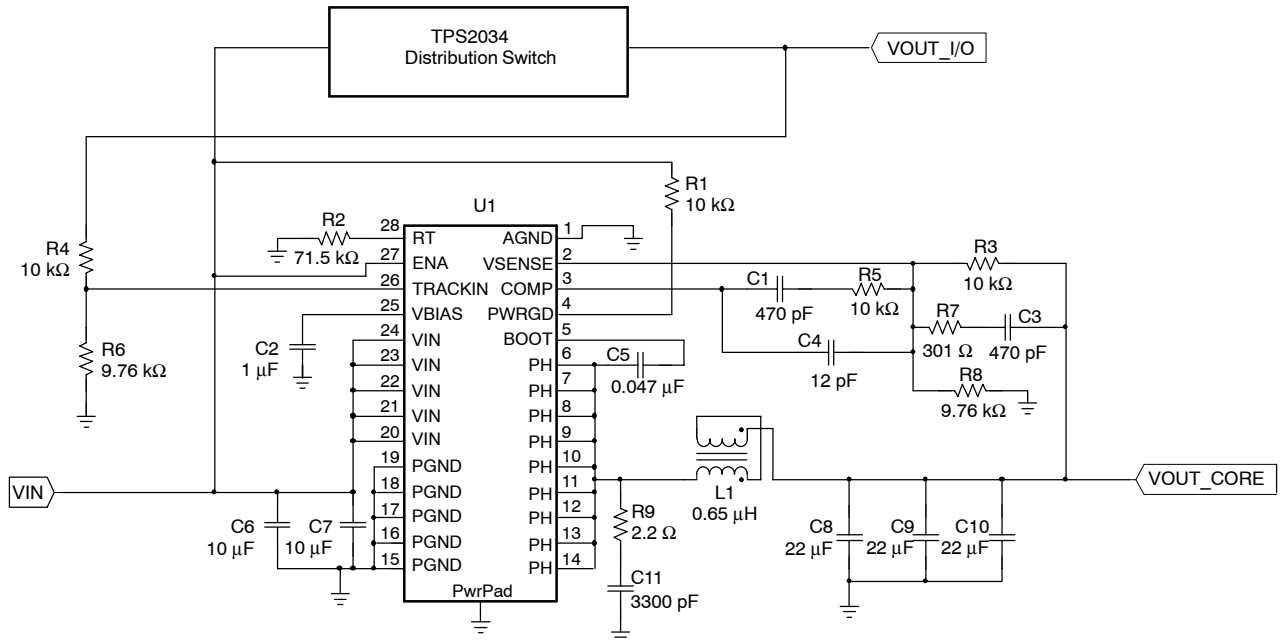 TPS2034
Distribution Switch
VOUT_I/O
R1
10 kΩ
U1
R4
10 kΩ
R2
71.5 kΩ
R6
9.76 kΩ
C2
1 μF
28 RT
27 ENA
26 TRACKIN
25 VBIAS
24 VIN
23 VIN
22 VIN
21 VIN
20 VIN
19 PGND
18 PGND
17 PGND
16 PGND
15 PGND
AGND 1
VSENSE 2
COMP 3
PWRGD 4
BOOT 5
PH 6
PH 7
PH 8
PH 9
PH 10
PH 11
PH 12
PH 13
PH 14
PwrPad
C1
470 pF
R5
10 kΩ
R3
10 kΩ
R7
301 Ω
C3
470 pF
C4
12 pF
R8
9.76 kΩ
C5
0.047 μF
L1
0.65 μH
VIN
VOUT_CORE
C6
10 μF
C7
10 μF
R9
2.2 Ω
C11
3300 pF
C8
22 μF
C9
22 μF
C10
22 μF